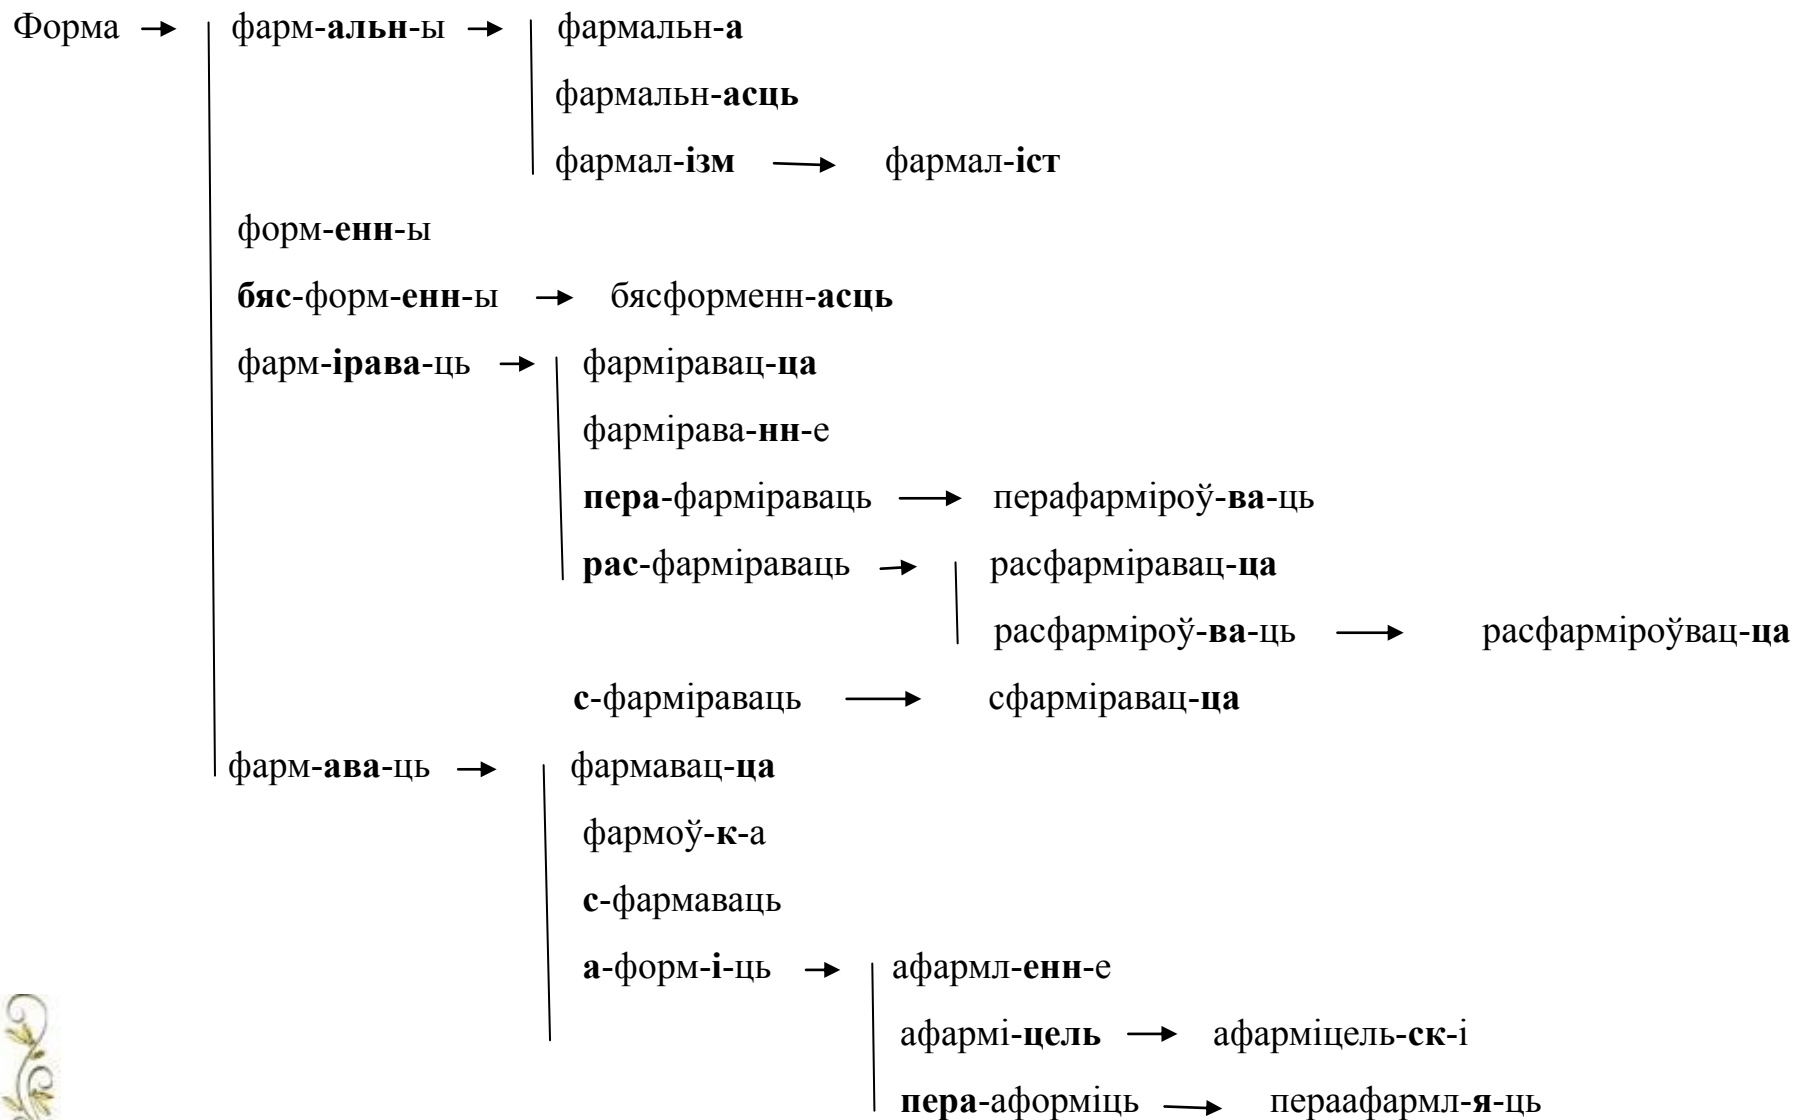 Форма → фарм-альн-ы → фармальн-а
фармальн-асць
фармал-ізм → фармал-іст
форм-енн-ы
бяс-форм-енн-ы → бясформенн-асць
фарм-ірава-ць → фарміравац-ца
фармірава-нн-е
пера-фарміраваць → перафарміроў-ва-ць
рас-фарміраваць → расфарміравац-ца
расфарміроў-ва-ць → расфарміроўвац-ца
с-фарміраваць → сфарміравац-ца
фарм-ава-ць → фармавац-ца
фармоў-к-а
с-фармаваць
а-форм-і-ць → афармл-енн-е
афармі-цель → афарміцель-ск-і
пера-аформіць → пераафармл-я-ць